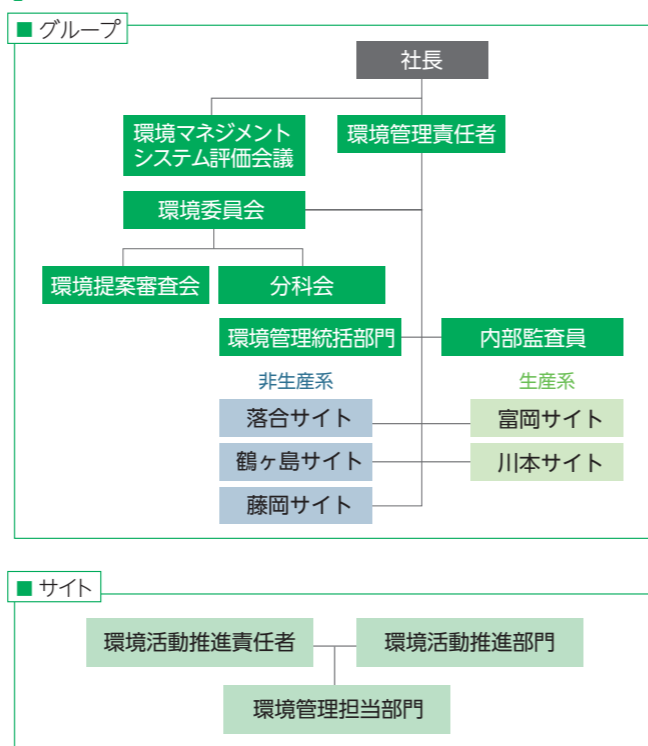 ■ グループ
社長
環境マネジメント
システム評価会議
環境管理責任者
環境委員会
環境提案審査会
分科会
環境管理統括部門
内部監査員
非生産系
生産系
落合サイト
富岡サイト
鶴ヶ島サイト
川本サイト
藤岡サイト
■ サイト
環境活動推進責任者
環境活動推進部門
環境管理担当部門